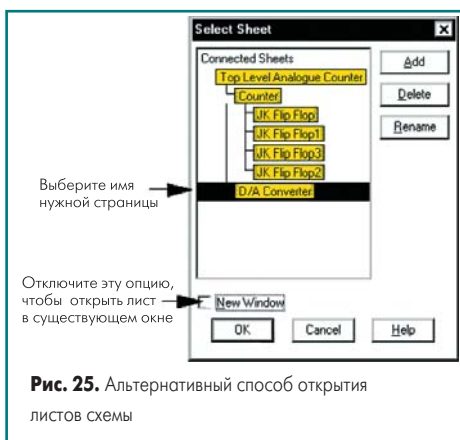 Select Sheet
Connected Sheets
Top Level Analogue Counter
Counter
JK Flip Flop
JK Flip Flop1
JK Flip Flop3
JK Flip Flop2
D/A Converter
Add
Delete
Rename
Выберите имя
нужной страницы
Отключите эту опцию,
чтобы открыть лист
в существующем окне
New Window
OK
Cancel
Help
Рис. 25. Альтернативный способ открытия
листов схемы